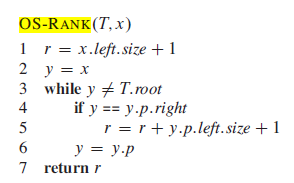 OS-RANK(T, x)
1 r = x.left.size + 1
2 y = x
3 while y ≠ T.root
4 if y == y.p.right
5 r = r + y.p.left.size + 1
6 y = y.p
7 return r